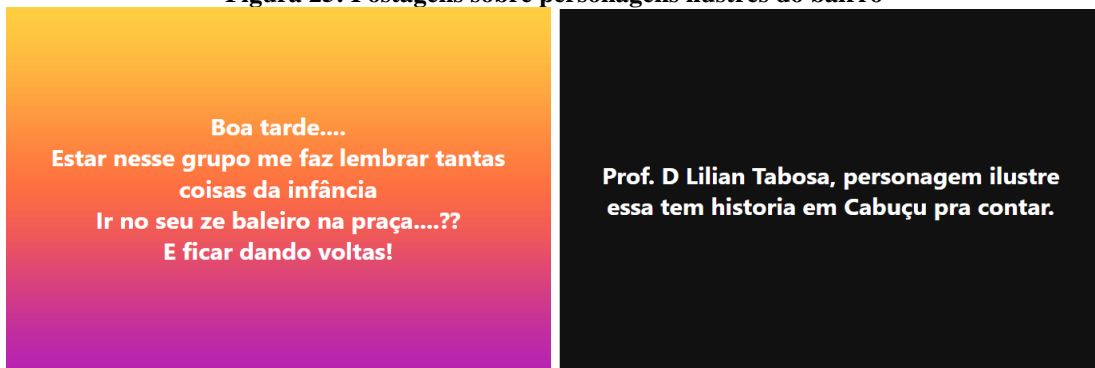 Figura 25: Postagens sobre personagens ilustres do bairro
Boa tarde....
Estar nesse grupo me faz lembrar tantas
coisas da infância
Ir no seu ze baleiro na praça....??
E ficar dando voltas!
Prof. D Lilian Tabosa, personagem ilustre
essa tem historia em Cabuçu pra contar.